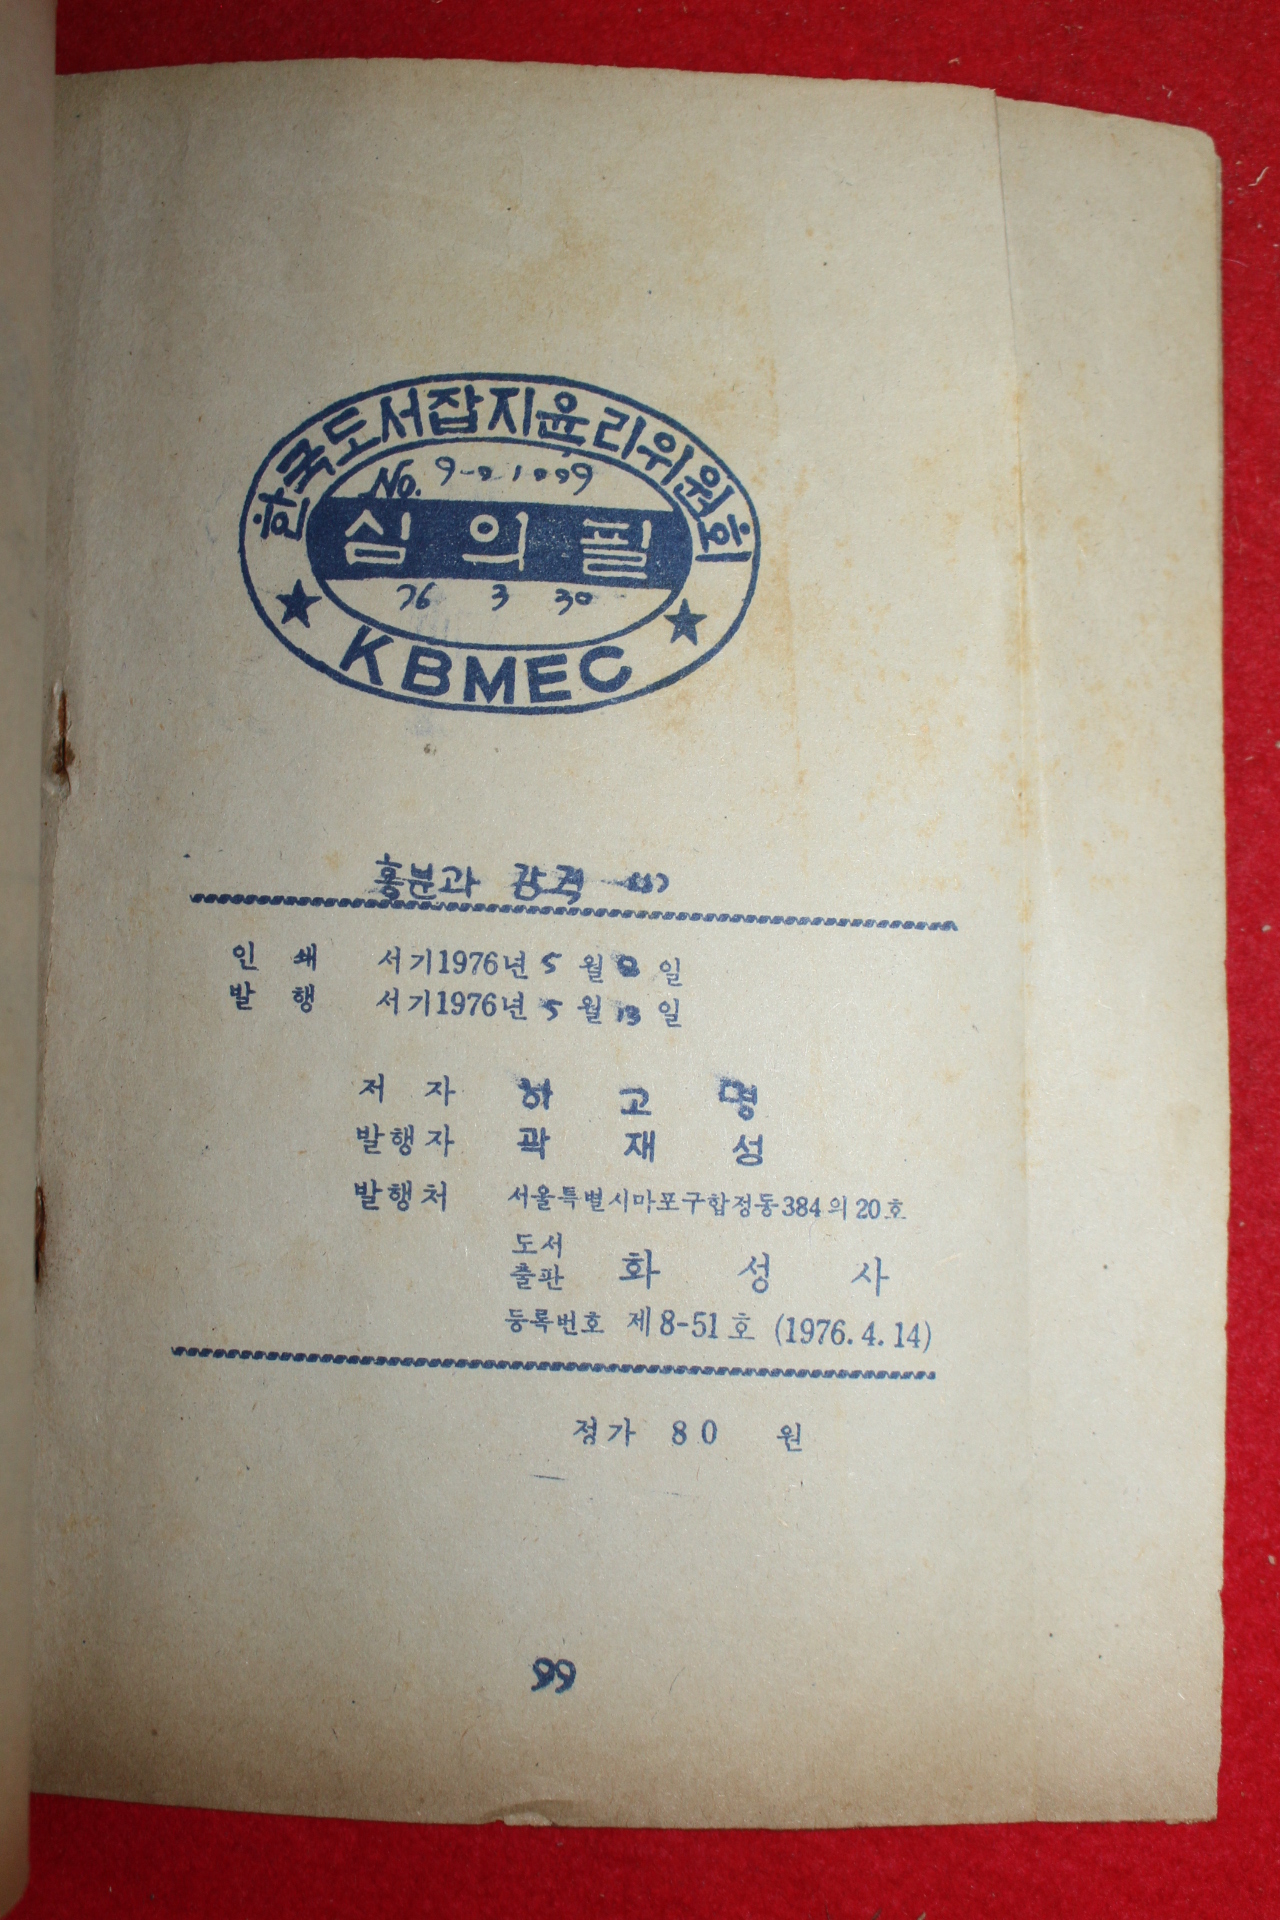 한국도서잡지윤리위원회
No. 9-
심의필
76 3 30
KBMEC
흥분과 감격
인쇄 서기1976년 5월 일
발행 서기1976년 5월 13일
저자 하고명
발행자 곽재성
발행처 서울특별시마포구합정동384의20호
도서출판 화성사
등록번호 제8-51호 (1976. 4. 14)
정가 80 원
99